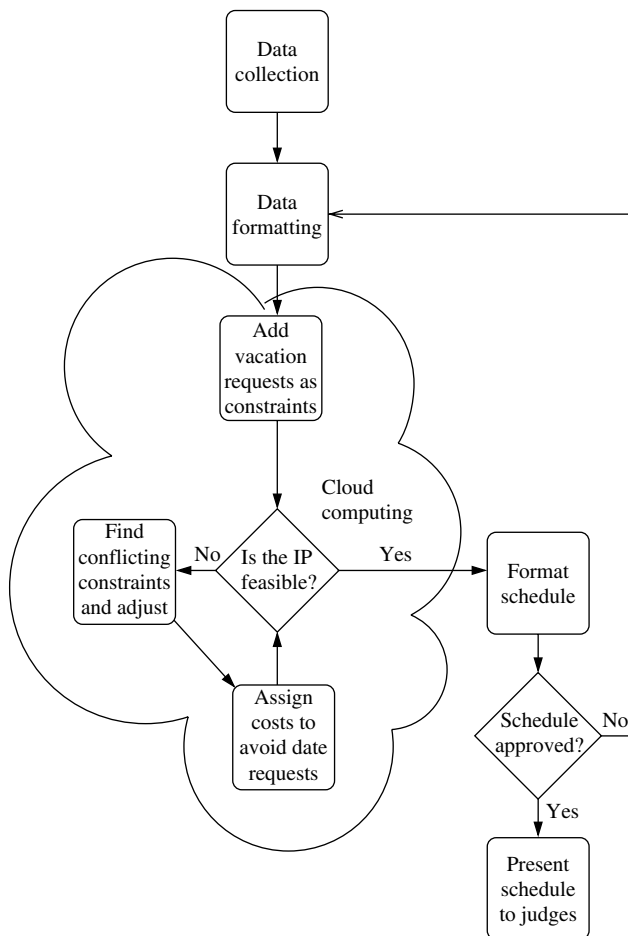 Data
collection
Data
formatting
Add
vacation
requests as
constraints
Cloud
computing
Find
conflicting
constraints
and adjust
No
Is the IP
feasible?
Yes
Format
schedule
Assign
costs to
avoid date
requests
Schedule
approved?
No
Yes
Present
schedule
to judges